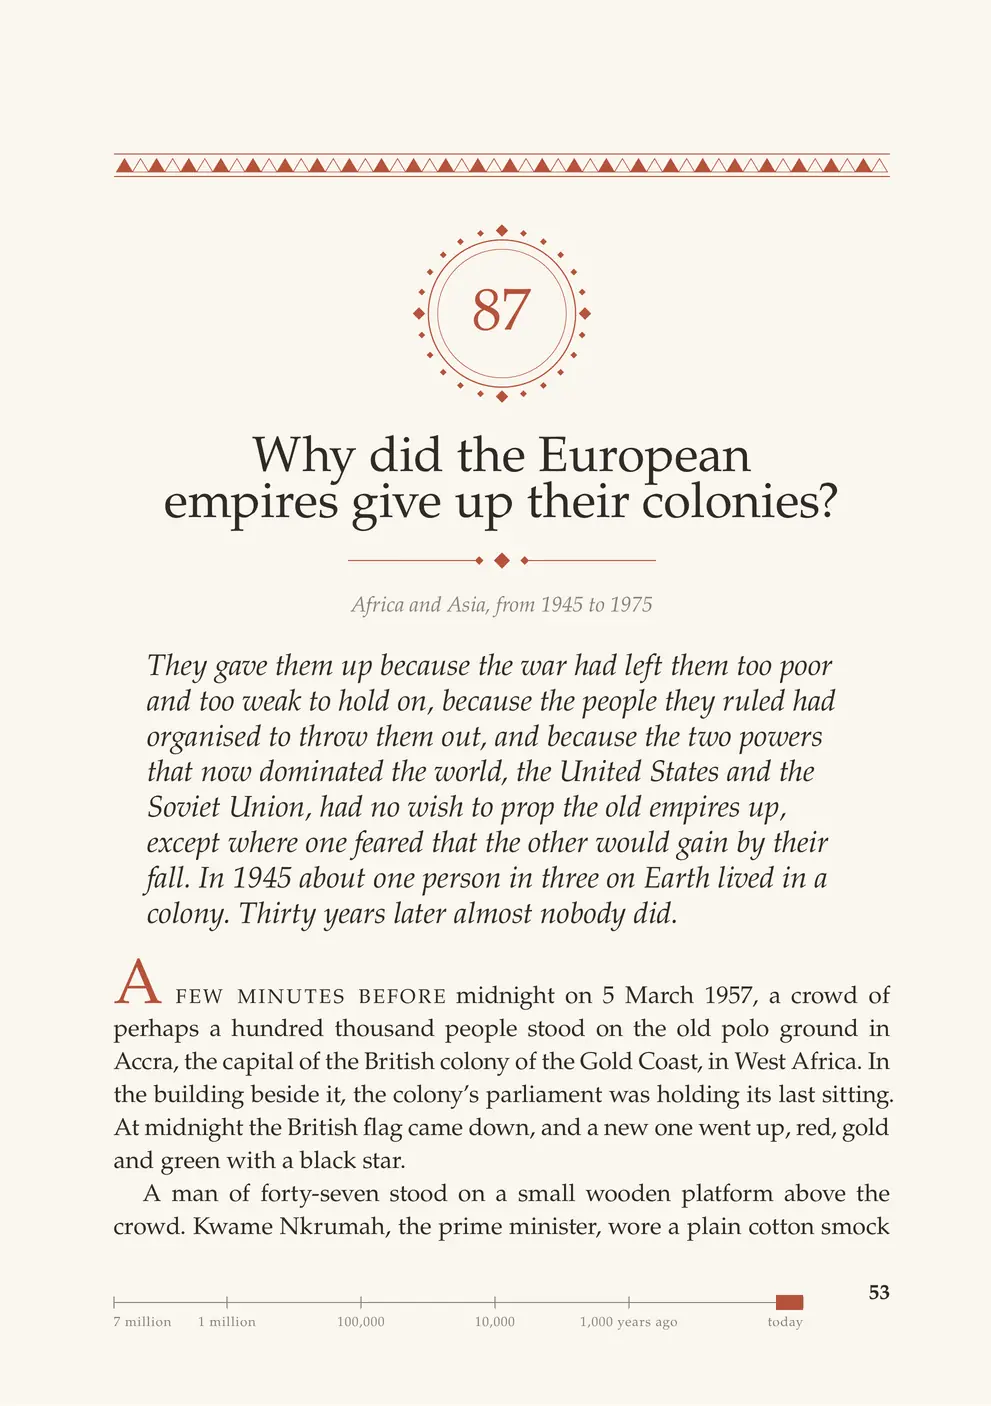 87
Why did the European
empires give up their colonies?
Africa and Asia, from 1945 to 1975
They gave them up because the war had left them too poor
and too weak to hold on, because the people they ruled had
organised to throw them out, and because the two powers
that now dominated the world, the United States and the
Soviet Union, had no wish to prop the old empires up,
except where one feared that the other would gain by their
fall. In 1945 about one person in three on Earth lived in a
colony. Thirty years later almost nobody did.
A FEW MINUTES BEFORE midnight on 5 March 1957, a crowd of
perhaps a hundred thousand people stood on the old polo ground in
Accra, the capital of the British colony of the Gold Coast, in West Africa. In
the building beside it, the colony’s parliament was holding its last sitting.
At midnight the British flag came down, and a new one went up, red, gold
and green with a black star.
A man of forty-seven stood on a small wooden platform above the
crowd. Kwame Nkrumah, the prime minister, wore a plain cotton smock
53
7 million 1 million 100,000 10,000 1,000 years ago today